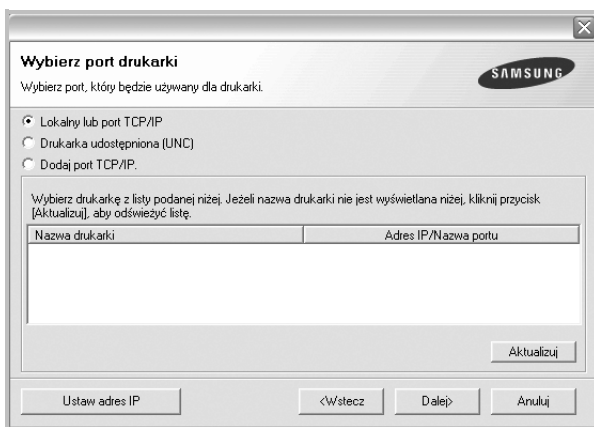 Wybierz port drukarki
Wybierz port, który będzie używany dla drukarki.
SAMSUNG
Lokalny lub port TCP/IP
Drukarka udostępniona (UNC)
Dodaj port TCP/IP.
Wybierz drukarkę z listy podanej niżej. Jeżeli nazwa drukarki nie jest wyświetlana niżej, kliknij przycisk
[Aktualizuj], aby odświeżyć listę.
Nazwa drukarki Adres IP/Nazwa portu
Aktualizuj
Ustaw adres IP <Wstecz Dalej> Anuluj